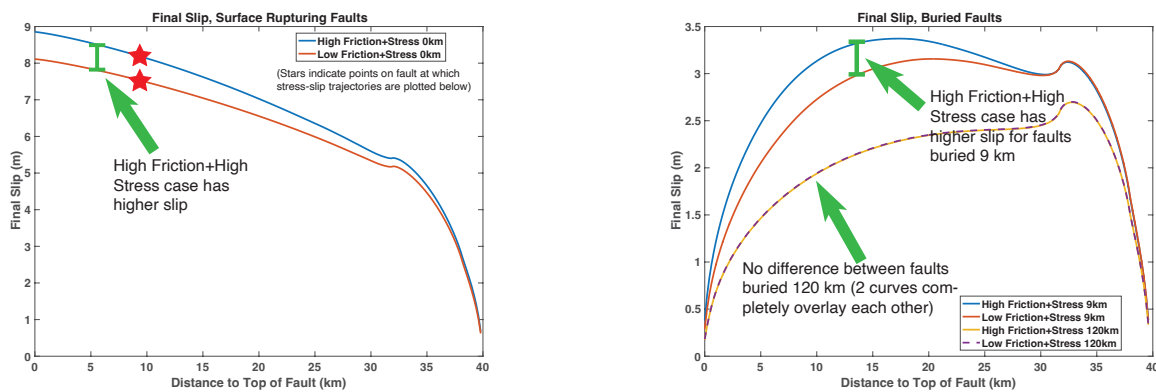 Final Slip, Surface Rupturing Faults
9
8
7
6
5
4
3
2
1
0
Final Slip (m)
High Friction+Stress 0km
Low Friction+Stress 0km
(Stars indicate points on fault at which
stress-slip trajectories are plotted below)
High Friction+High
Stress case has
higher slip
0 5 10 15 20 25 30 35 40
Distance to Top of Fault (km)
Final Slip, Buried Faults
4
3.5
3
2.5
2
1.5
1
0.5
0
Final Slip (m)
High Friction+High
Stress case has
higher slip for faults
buried 9 km
No difference between faults
buried 120 km (2 curves com-
pletely overlay each other)
High Friction+Stress 9km
Low Friction+Stress 9km
High Friction+Stress 120km
Low Friction+Stress 120km
0 5 10 15 20 25 30 35 40
Distance to Top of Fault (km)